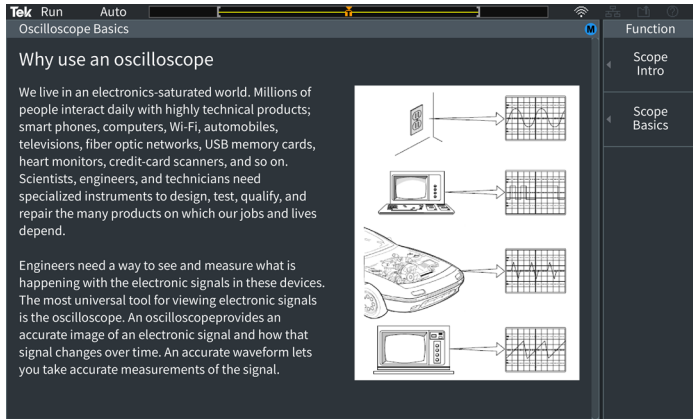 Tek Run Auto
Oscilloscope Basics
M
Function
Why use an oscilloscope
Scope
Intro
Scope
Basics
We live in an electronics-saturated world. Millions of
people interact daily with highly technical products;
smart phones, computers, Wi-Fi, automobiles,
televisions, fiber optic networks, USB memory cards,
heart monitors, credit-card scanners, and so on.
Scientists, engineers, and technicians need
specialized instruments to design, test, qualify, and
repair the many products on which our jobs and lives
depend.
Engineers need a way to see and measure what is
happening with the electronic signals in these devices.
The most universal tool for viewing electronic signals
is the oscilloscope. An oscilloscopeprovides an
accurate image of an electronic signal and how that
signal changes over time. An accurate waveform lets
you take accurate measurements of the signal.